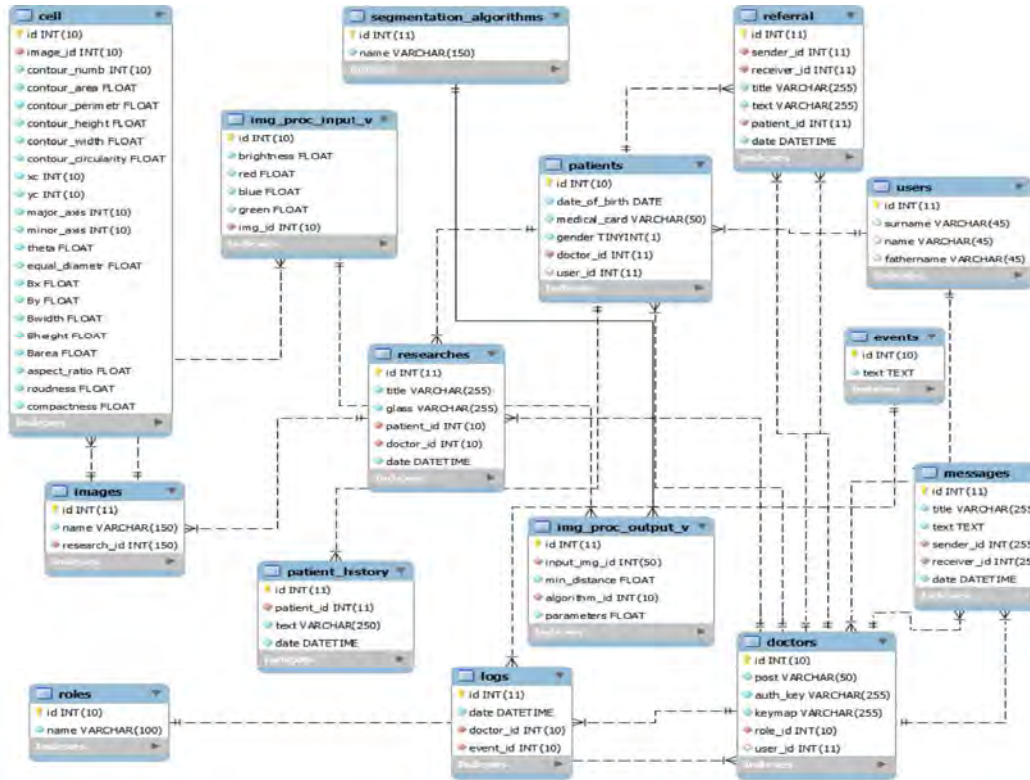 cell
id INT(10)
image_id INT(10)
contour_numb INT(10)
contour_area FLOAT
contour_perimetr FLOAT
contour_height FLOAT
contour_width FLOAT
contour_circularity FLOAT
xc INT(10)
yc INT(10)
major_axis INT(10)
minor_axis INT(10)
theta FLOAT
equal_diametr FLOAT
Bx FLOAT
By FLOAT
Bwidth FLOAT
Bheight FLOAT
Barea FLOAT
aspect_ratio FLOAT
roudness FLOAT
compactness FLOAT
Indexes
segmentation_algorithms
id INT(11)
name VARCHAR(150)
Indexes
referral
id INT(11)
sender_id INT(11)
receiver_id INT(11)
title VARCHAR(255)
text VARCHAR(255)
patient_id INT(11)
date DATETIME
Indexes
img_proc_input_v
id INT(10)
brightness FLOAT
red FLOAT
blue FLOAT
green FLOAT
img_id INT(10)
Indexes
patients
id INT(10)
date_of_birth DATE
medical_card VARCHAR(50)
gender TINYINT(1)
doctor_id INT(11)
user_id INT(11)
Indexes
users
id INT(11)
surname VARCHAR(45)
name VARCHAR(45)
fathername VARCHAR(45)
Indexes
events
id INT(10)
text TEXT
Indexes
researches
id INT(11)
title VARCHAR(255)
glass VARCHAR(255)
patient_id INT(10)
doctor_id INT(10)
date DATETIME
Indexes
images
id INT(11)
name VARCHAR(150)
research_id INT(150)
Indexes
messages
id INT(11)
title VARCHAR(255
text TEXT
sender_id INT(255
receiver_id INT(25
date DATETIME
Indexes
img_proc_output_v
id INT(11)
input_img_id INT(50)
min_distance FLOAT
algorithm_id INT(10)
parameters FLOAT
Indexes
patient_history
id INT(11)
patient_id INT(11)
text VARCHAR(250)
date DATETIME
Indexes
doctors
id INT(10)
post VARCHAR(50)
auth_key VARCHAR(255)
keymap VARCHAR(255)
role_id INT(10)
user_id INT(11)
Indexes
logs
id INT(11)
date DATETIME
doctor_id INT(10)
event_id INT(10)
Indexes
roles
id INT(10)
name VARCHAR(100)
Indexes